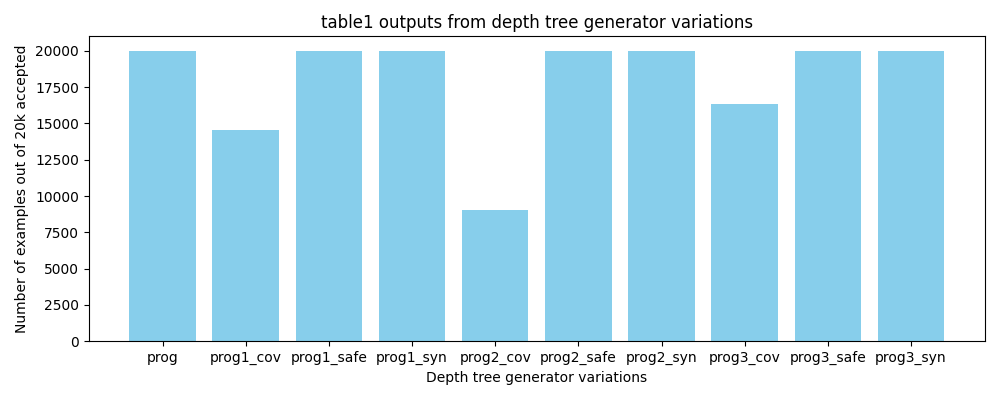 table1 outputs from depth tree generator variations
Number of examples out of 20k accepted
20000
17500
15000
12500
10000
7500
5000
2500
0
prog prog1_cov prog1_safe prog1_syn prog2_cov prog2_safe prog2_syn prog3_cov prog3_safe prog3_syn
Depth tree generator variations